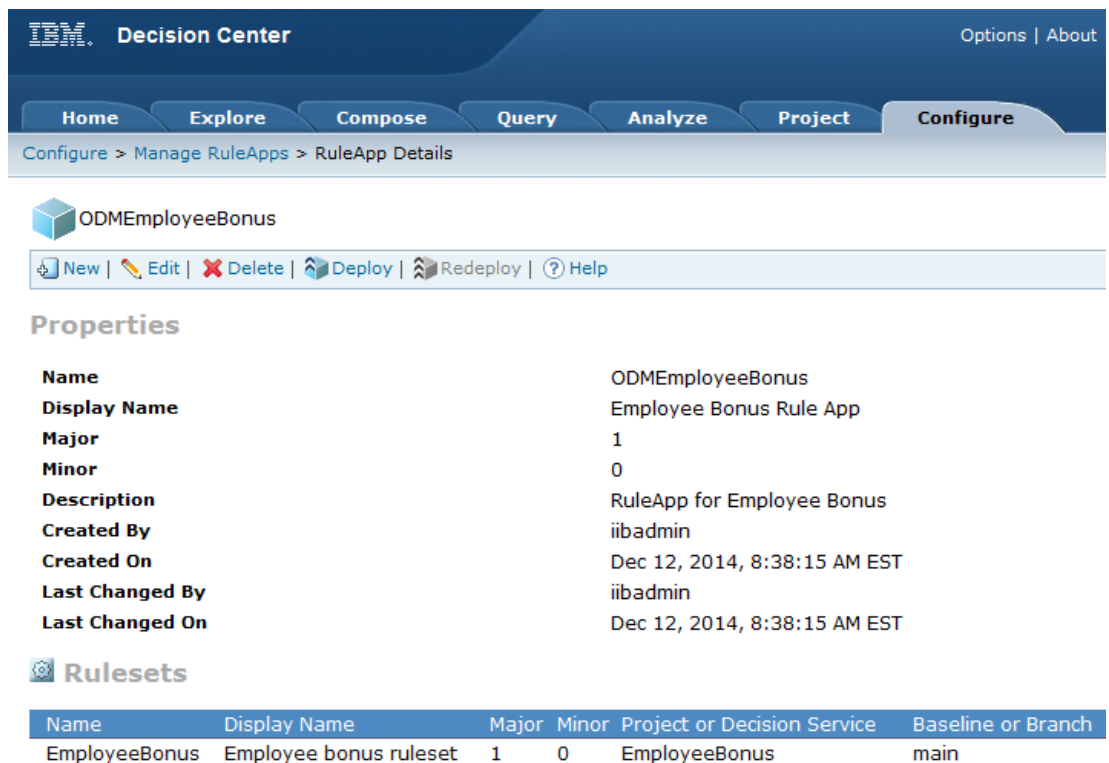 IBM. Decision Center Options | About
Home Explore Compose Query Analyze Project Configure
Configure > Manage RuleApps > RuleApp Details
ODMEmployeeBonus
New | Edit | Delete | Deploy | Redeploy | ? Help
Properties
Name ODMEmployeeBonus
Display Name Employee Bonus Rule App
Major 1
Minor 0
Description RuleApp for Employee Bonus
Created By iibadmin
Created On Dec 12, 2014, 8:38:15 AM EST
Last Changed By iibadmin
Last Changed On Dec 12, 2014, 8:38:15 AM EST
Rulesets
Name Display Name Major Minor Project or Decision Service Baseline or Branch
EmployeeBonus Employee bonus ruleset 1 0 EmployeeBonus main